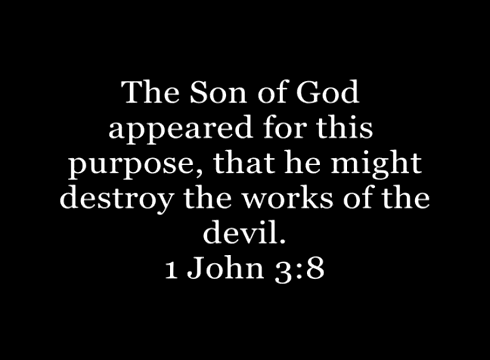 The Son of God
appeared for this
purpose, that he might
destroy the works of the
devil.
1 John 3:8